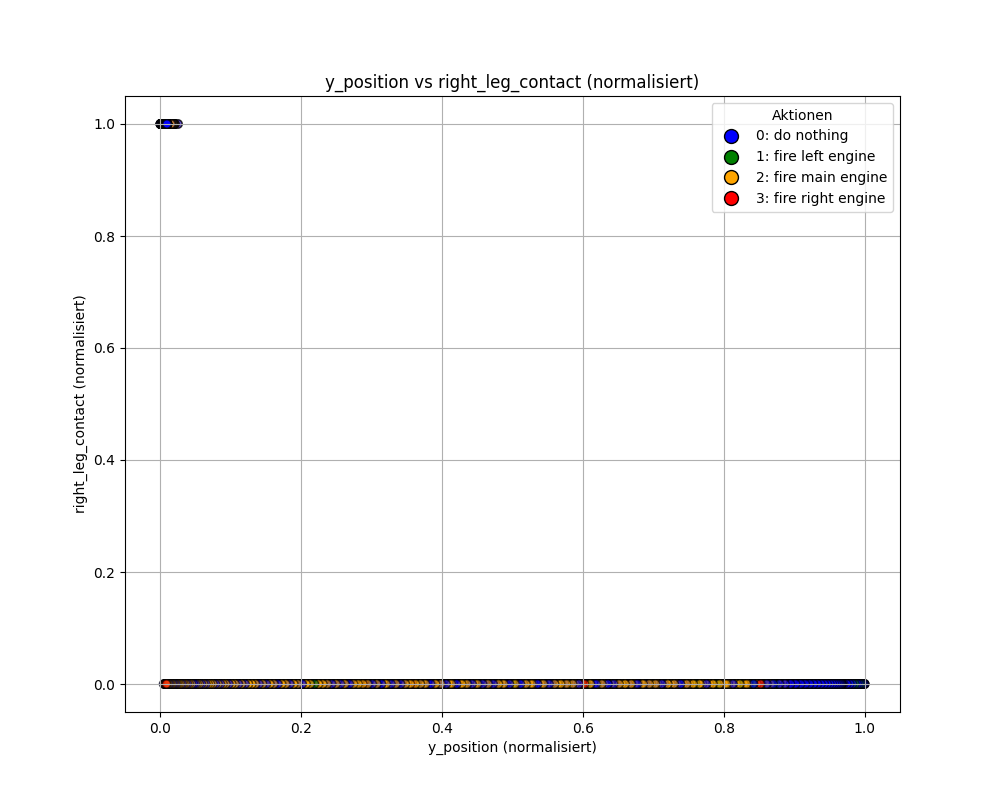 y_position vs right_leg_contact (normalisiert)
Aktionen
0: do nothing
1: fire left engine
2: fire main engine
3: fire right engine
right_leg_contact (normalisiert)
1.0
0.8
0.6
0.4
0.2
0.0
0.0 0.2 0.4 0.6 0.8 1.0
y_position (normalisiert)